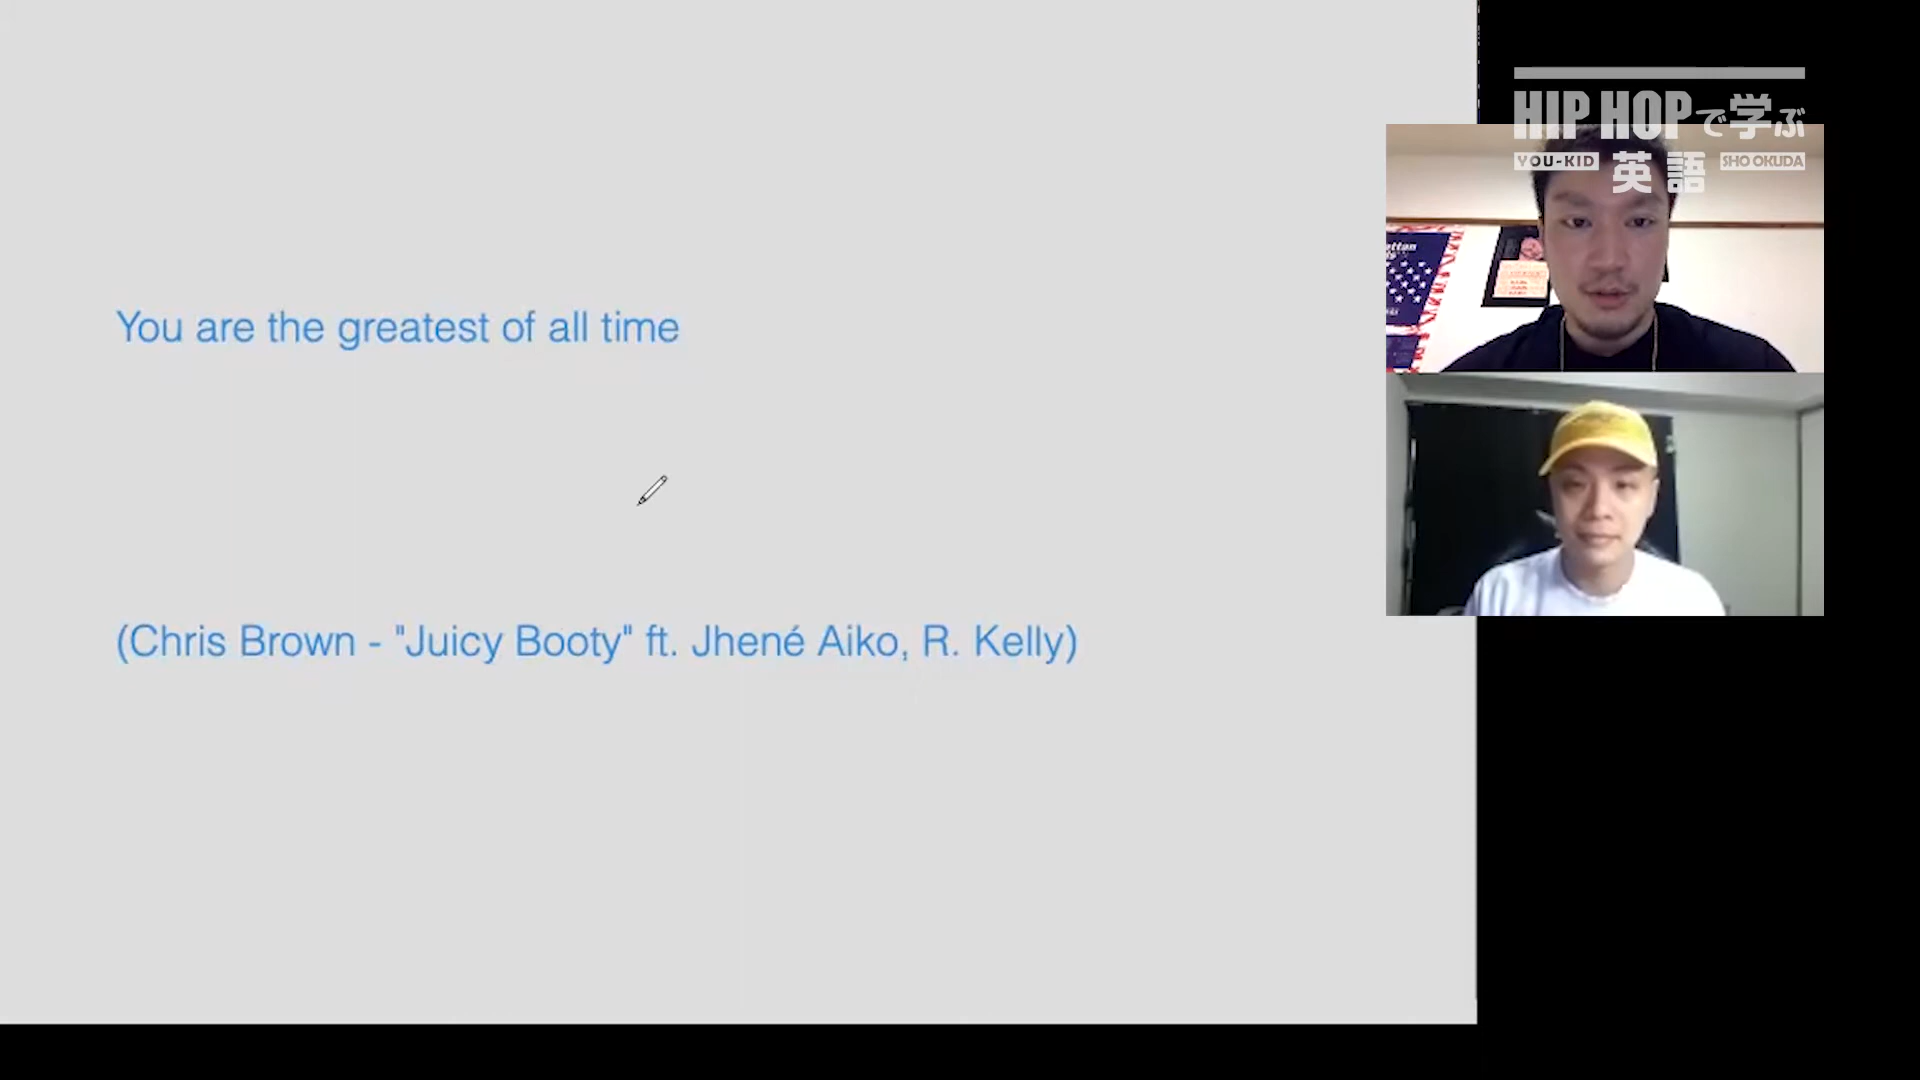 You are the greatest of all time
(Chris Brown - "Juicy Booty" ft. Jhené Aiko, R. Kelly)
HIP HOPで学ぶ
YOU-KID 英語 SHO OKUDA